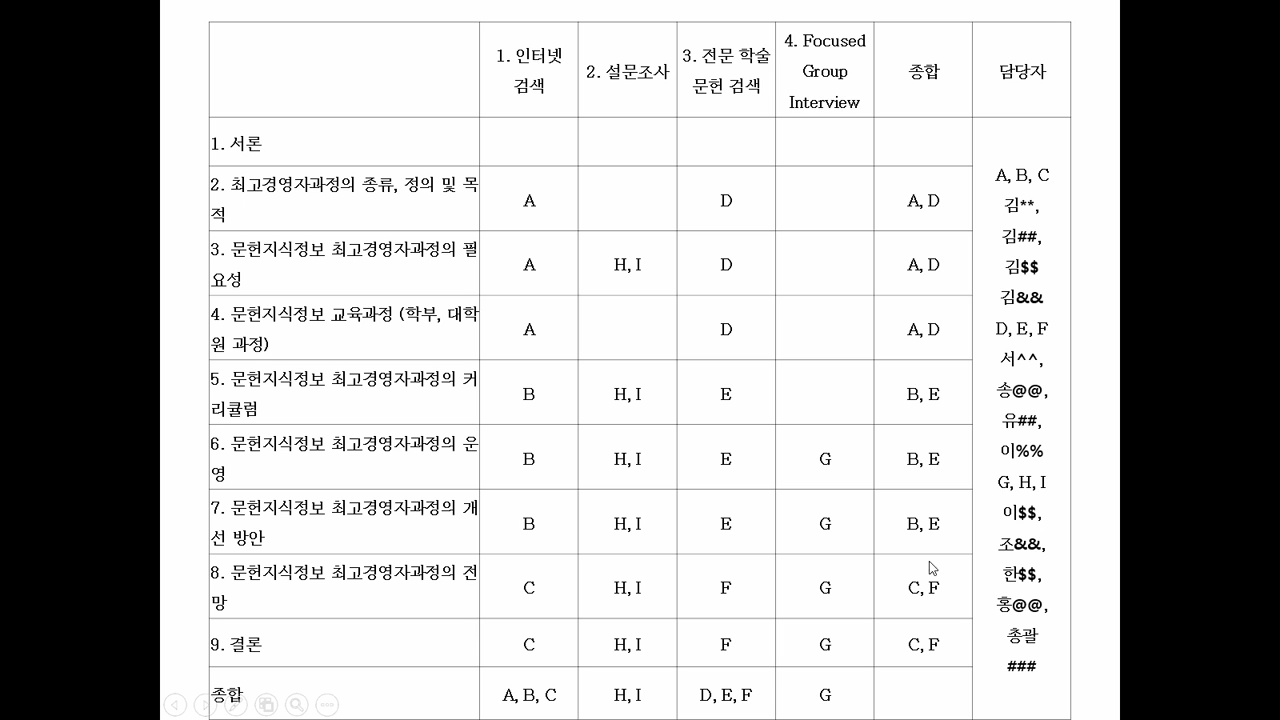 1. 인터넷
검색
2. 설문조사
3. 전문 학술
문헌 검색
4. Focused
Group
Interview
종합
담당자
1. 서론
2. 최고경영자과정의 종류, 정의 및 목
적
A
D
A, D
3. 문헌지식정보 최고경영자과정의 필
요성
A
H, I
D
A, D
4. 문헌지식정보 교육과정 (학부, 대학
원 과정)
A
D
A, D
5. 문헌지식정보 최고경영자과정의 커
리큘럼
B
H, I
E
B, E
6. 문헌지식정보 최고경영자과정의 운
영
B
H, I
E
G
B, E
7. 문헌지식정보 최고경영자과정의 개
선 방안
B
H, I
E
G
B, E
8. 문헌지식정보 최고경영자과정의 전
망
C
H, I
F
G
C, F
9. 결론
C
H, I
F
G
C, F
종합
A, B, C
H, I
D, E, F
G
A, B, C
김**,
김##,
김$$
김&&
D, E, F
서^^,
송@@,
유##,
이%%
G, H, I
이$$,
조&&,
한$$,
홍@@,
총괄
###